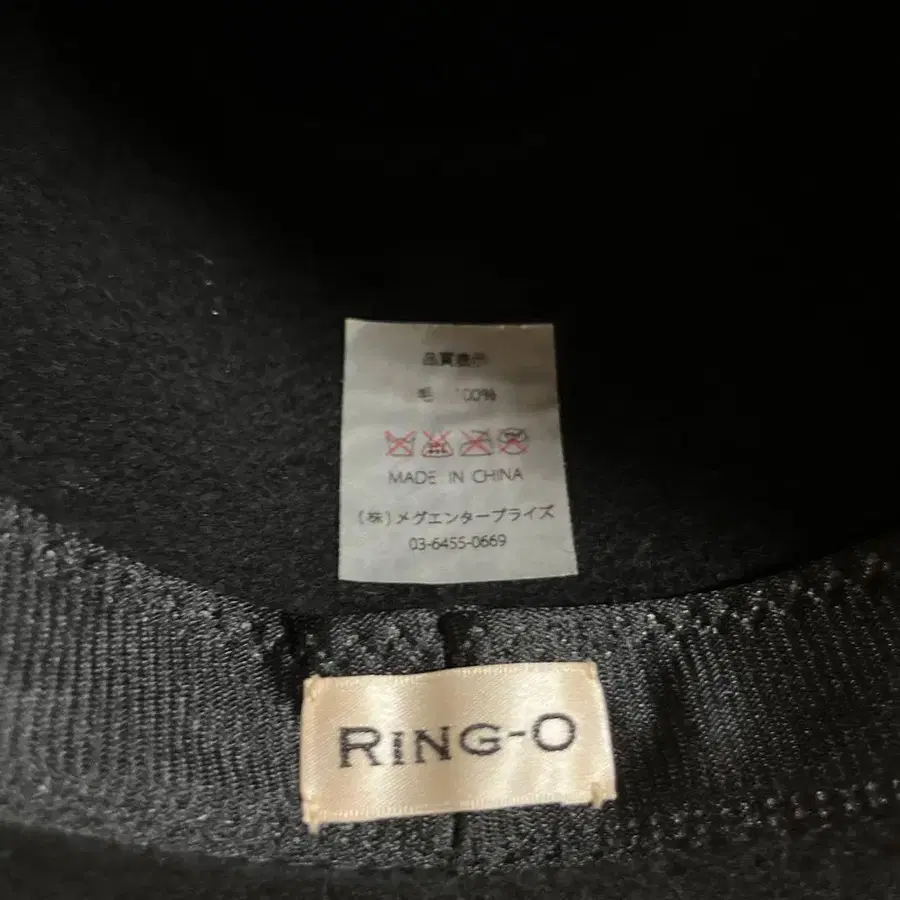 品質表示
毛 100%
MADE IN CHINA
(株)メグエンタープライズ
03-6455-0669
RiNG-O